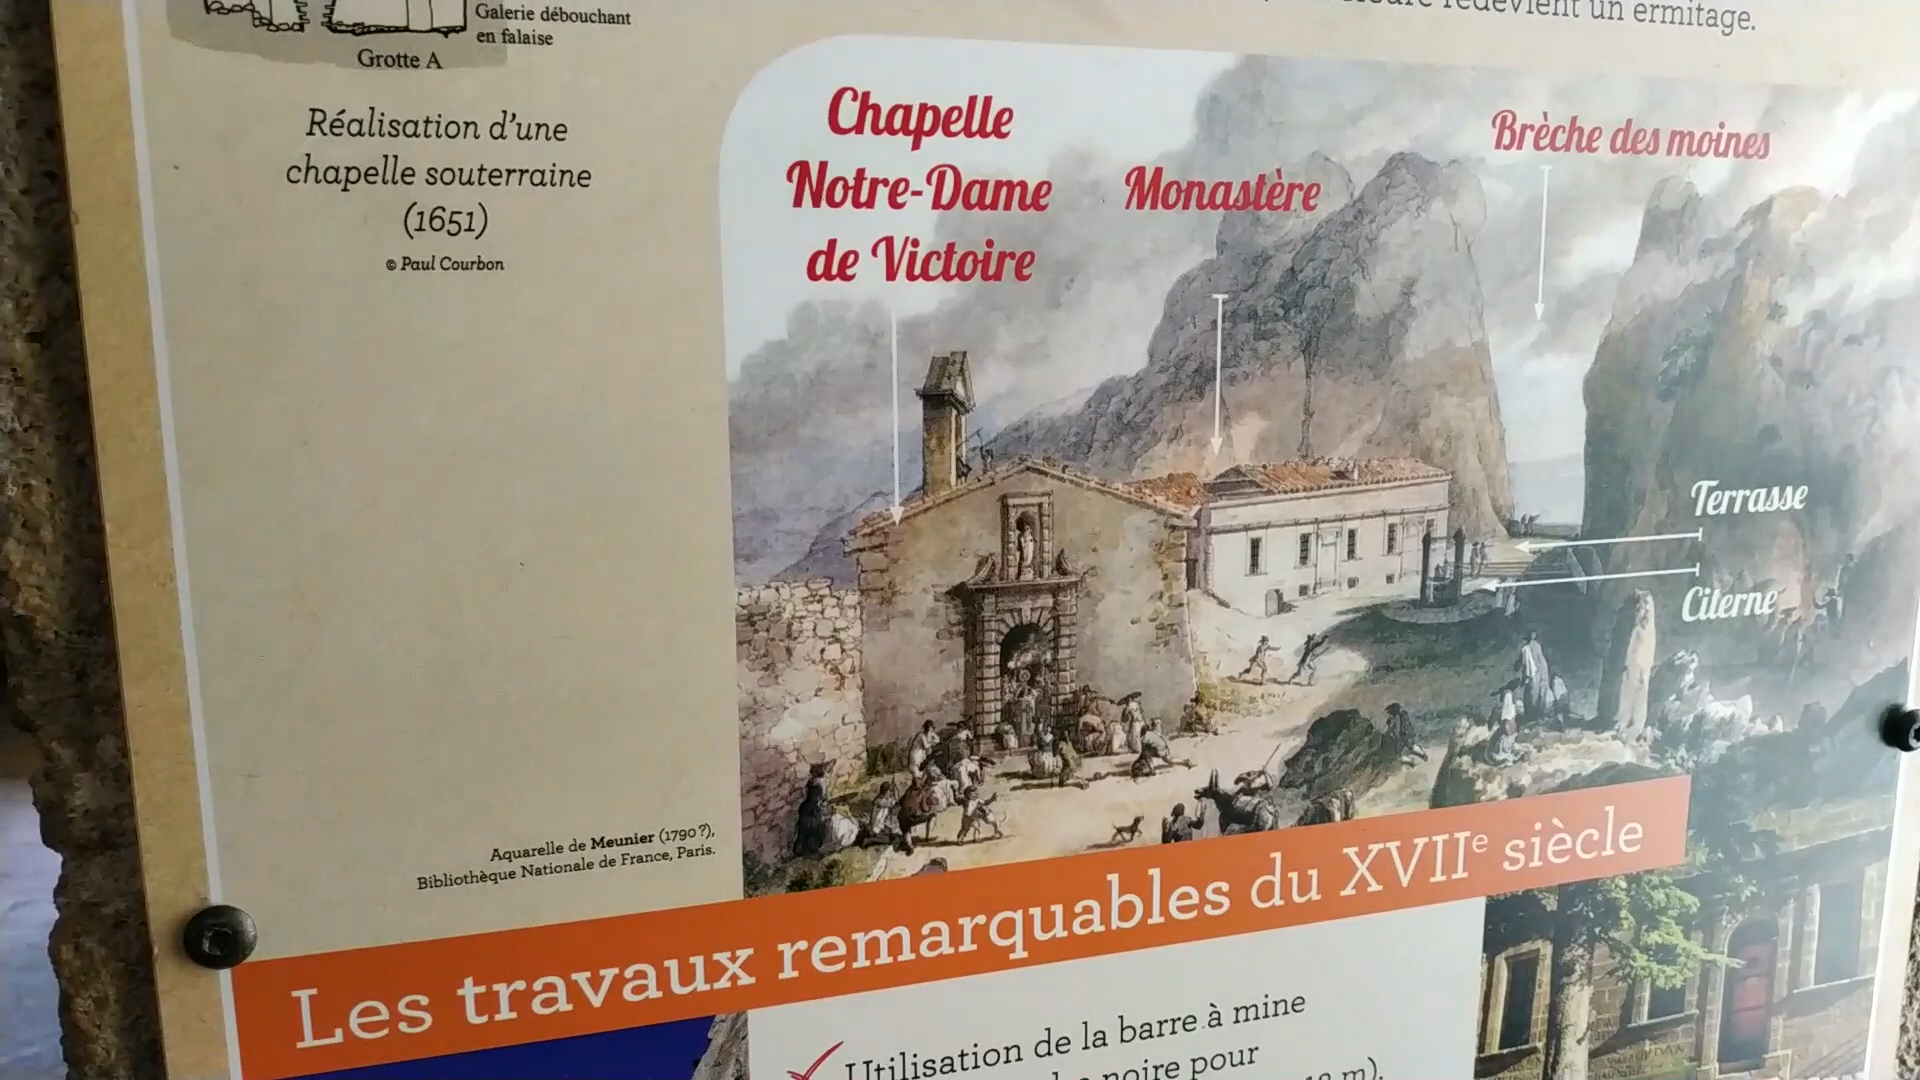 Galerie débouchant
en falaise
Grotte A
Réalisation d'une
chapelle souterraine
(1651)
© Paul Courbon
redevient un ermitage.
Chapelle
Notre-Dame
de Victoire
Monastère
Brèche des moines
Terrasse
Citerne
Aquarelle de Meunier (1790 ?),
Bibliothèque Nationale de France, Paris.
Les travaux remarquables du XVIIe siècle
Utilisation de la barre à mine
noire pour
m).